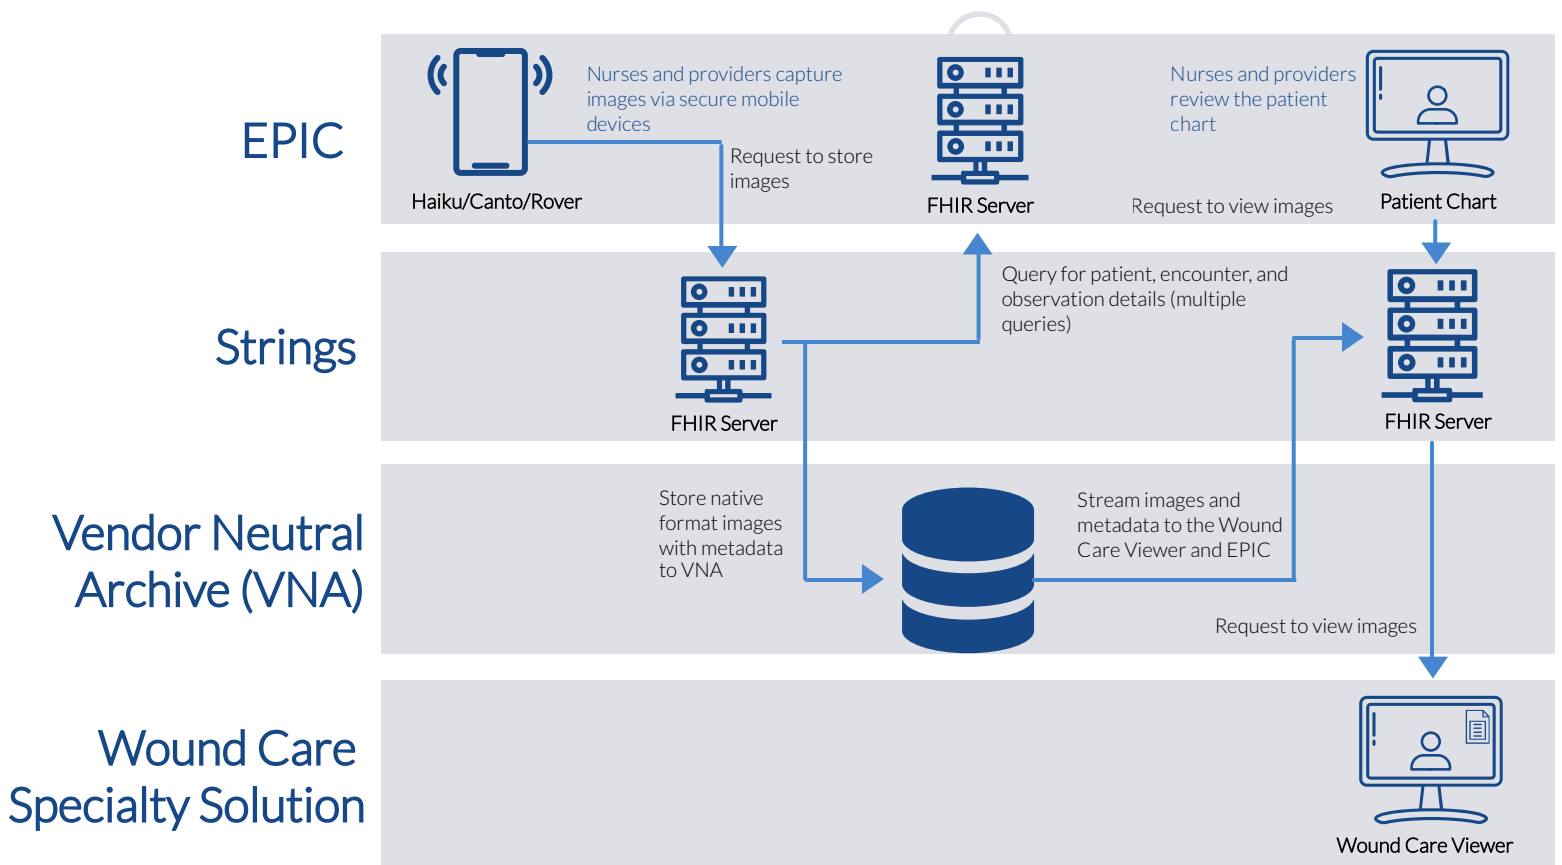 EPIC
Nurses and providers capture
images via secure mobile
devices
Request to store
images
Haiku/Canto/Rover
FHIR Server
Nurses and providers
review the patient
chart
Request to view images
Patient Chart
Strings
FHIR Server
Query for patient, encounter, and
observation details (multiple
queries)
FHIR Server
Vendor Neutral
Archive (VNA)
Store native
format images
with metadata
to VNA
Stream images and
metadata to the Wound
Care Viewer and EPIC
Request to view images
Wound Care
Specialty Solution
Wound Care Viewer